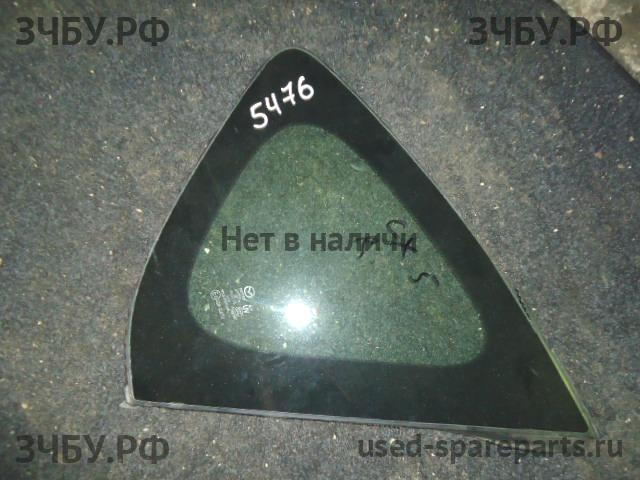 ЗЧБУ.РФ ЗЧБУ.РФ
5476
Нет в наличи
ЗЧБУ.РФ used-spareparts.ru